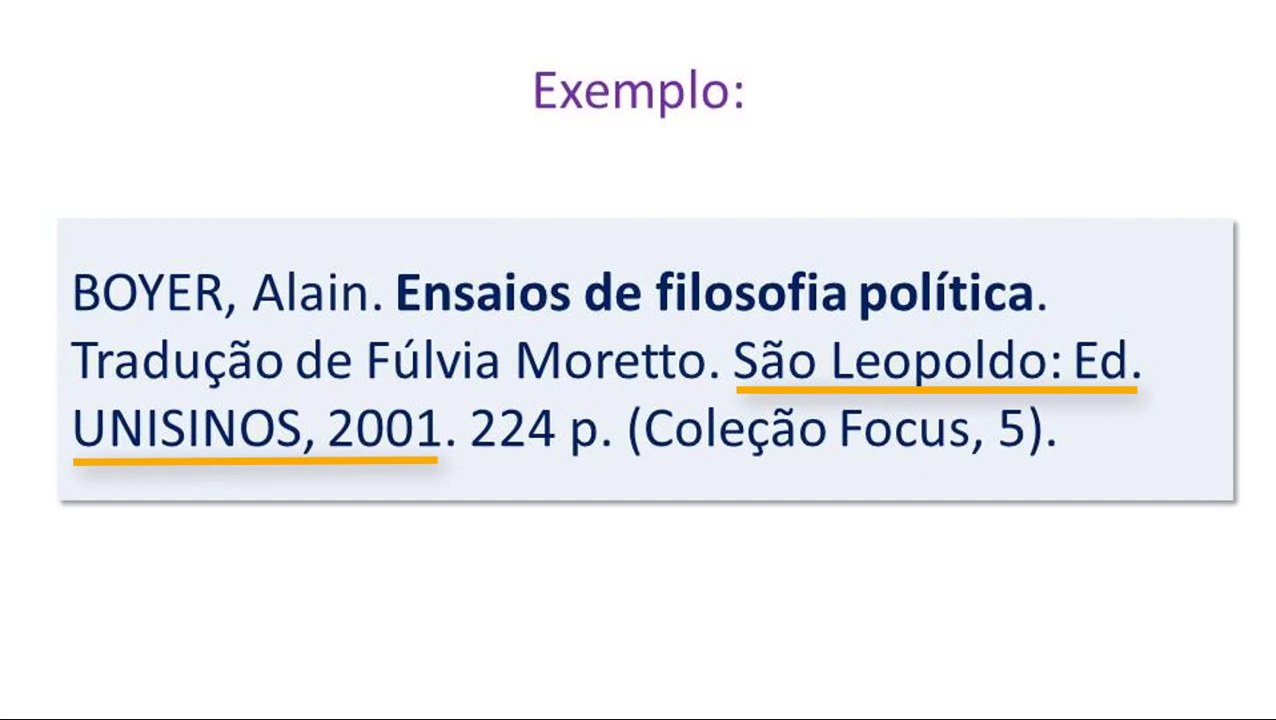 Exemplo:
BOYER, Alain. Ensaios de filosofia política.
Tradução de Fúlvia Moretto. São Leopoldo: Ed.
UNISINOS, 2001. 224 p. (Coleção Focus, 5).